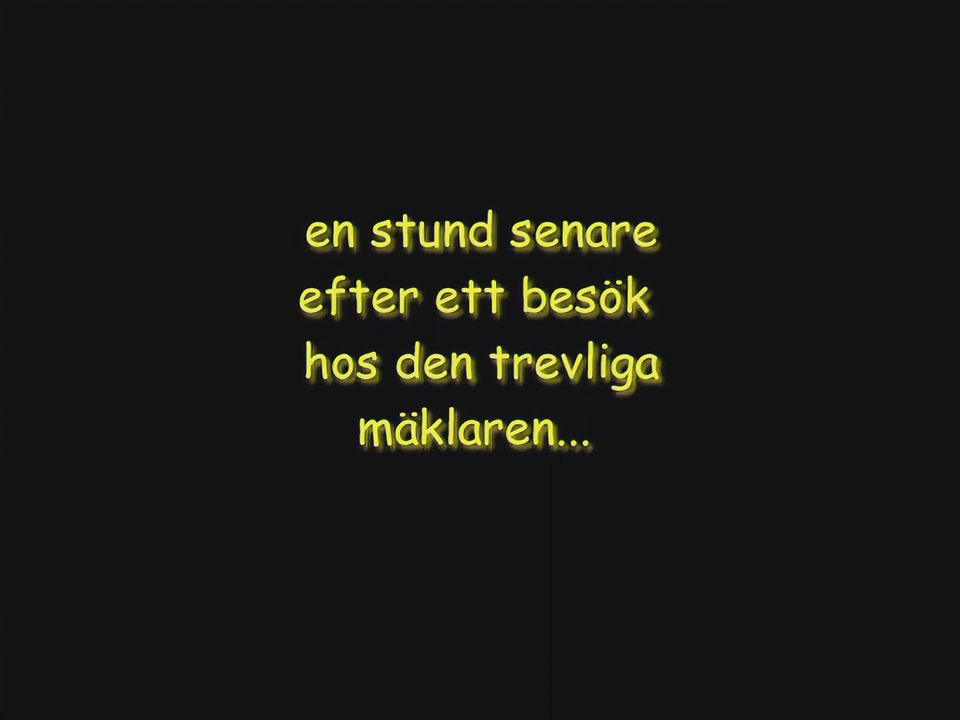 en stund senare
efter ett besök
hos den trevliga
mäklaren...